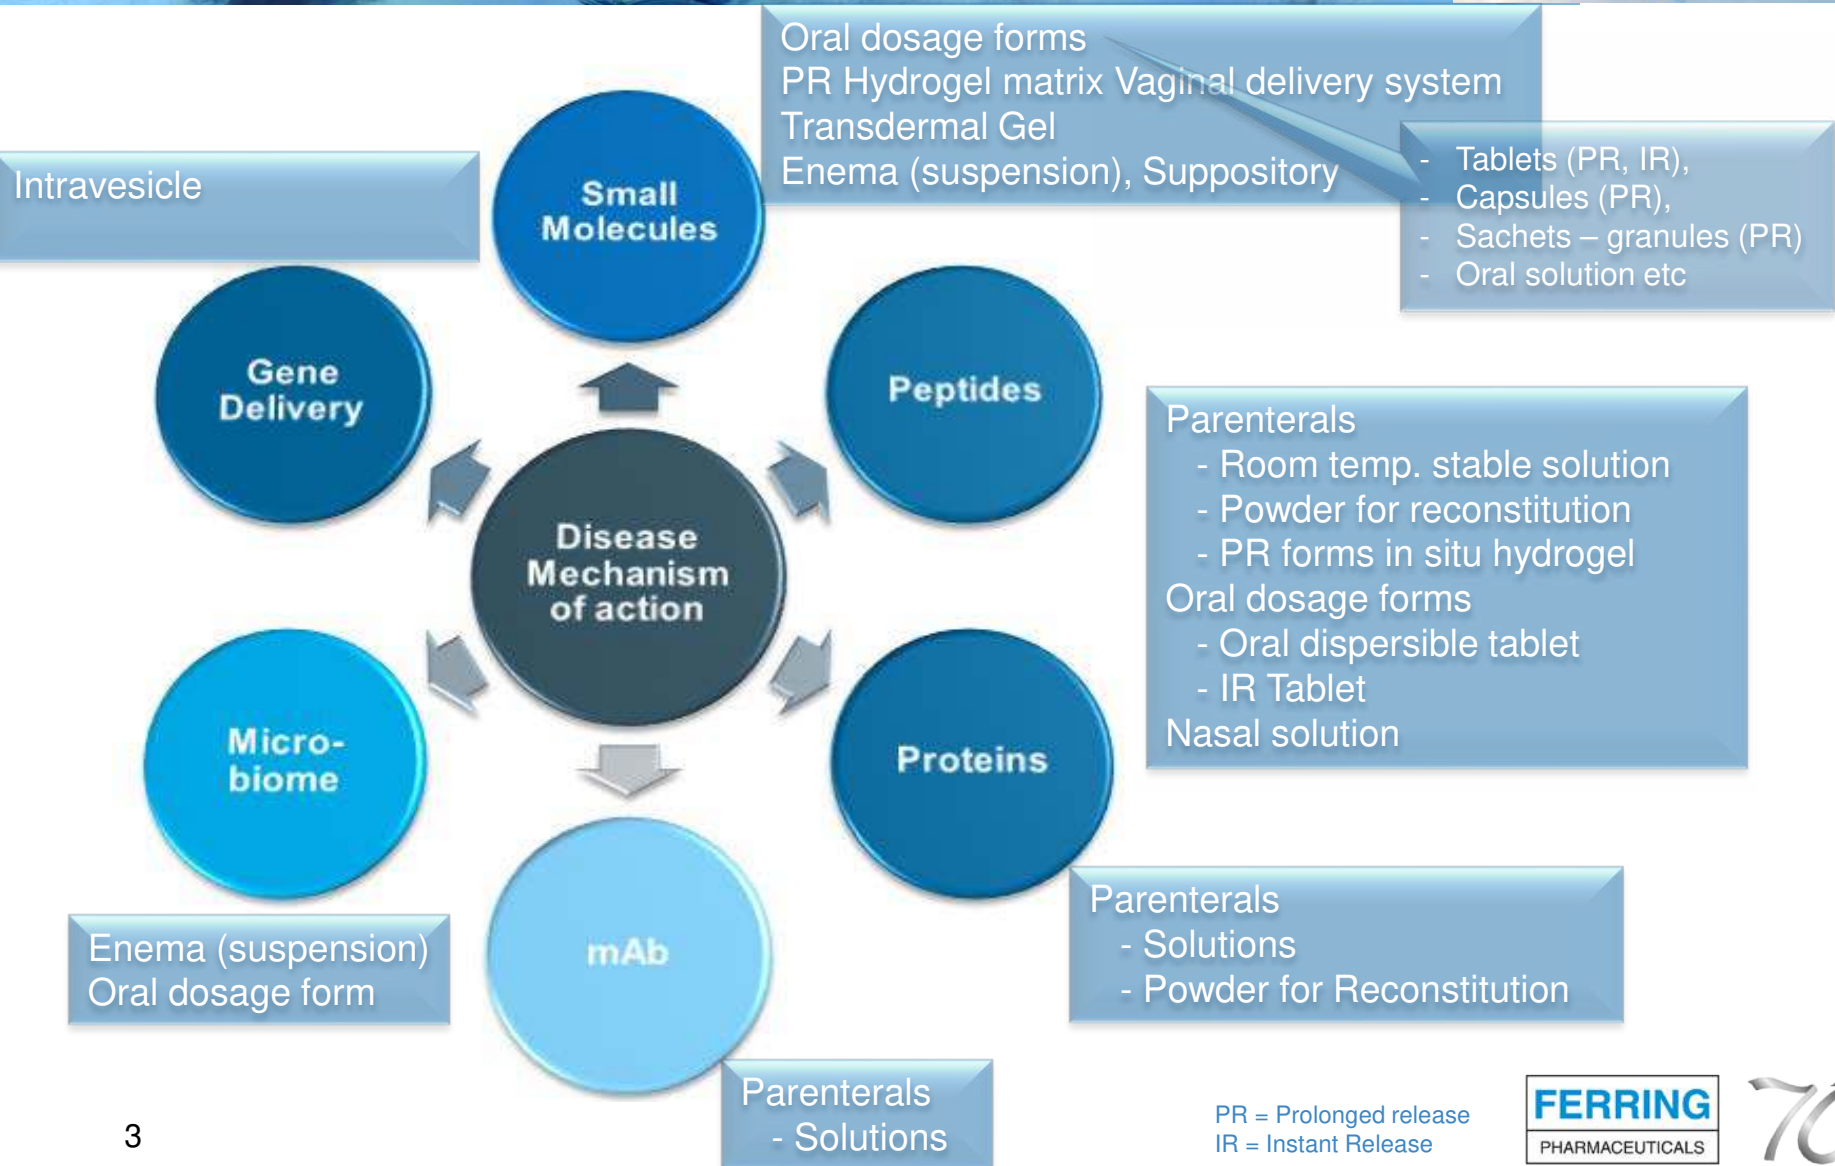 Oral dosage forms
PR Hydrogel matrix Vaginal delivery system
Transdermal Gel
Enema (suspension), Suppository
- Tablets (PR, IR),
- Capsules (PR),
- Sachets – granules (PR)
- Oral solution etc
Intravesicle
Small
Molecules
Gene
Delivery
Peptides
Parenterals
- Room temp. stable solution
- Powder for reconstitution
- PR forms in situ hydrogel
Oral dosage forms
- Oral dispersible tablet
- IR Tablet
Nasal solution
Disease
Mechanism
of action
Micro-
biome
Proteins
Enema (suspension)
Oral dosage form
mAb
Parenterals
- Solutions
- Powder for Reconstitution
Parenterals
- Solutions
PR = Prolonged release
IR = Instant Release
FERRING
PHARMACEUTICALS
70
3